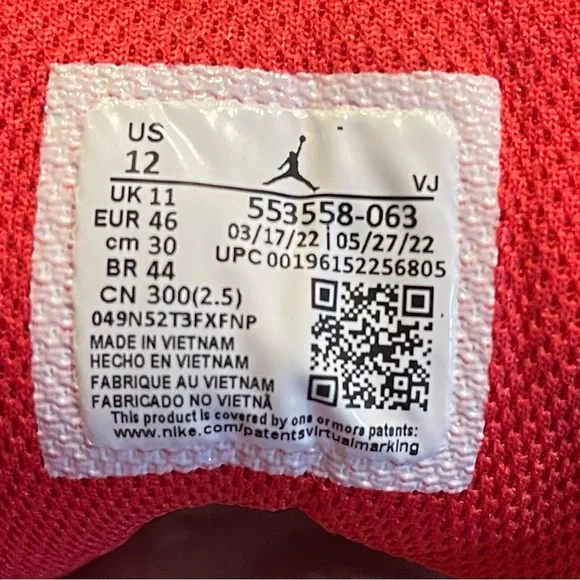 US
12
VJ
UK 11
EUR 46
cm 30
BR 44
CN 300(2.5)
049N52T3FXFNP
553558-063
03/17/22 | 05/27/22
UPC 00196152256805
MADE IN VIETNAM
HECHO EN VIETNAM
FABRIQUE AU VIETNAM
FABRICADO NO VIETNÃ
This product is covered by one or more patents:
www.nike.com/patentsvirtualmarking